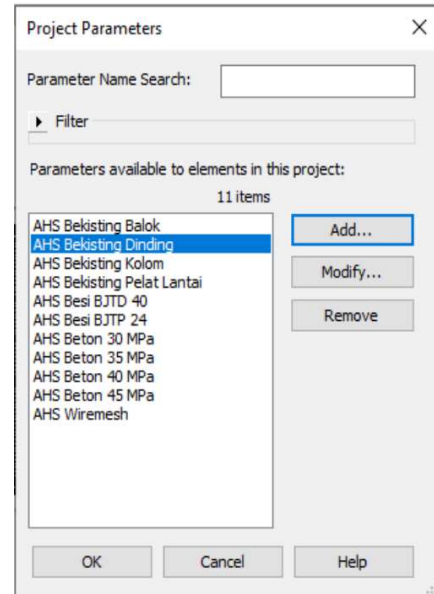 Project Parameters
Parameter Name Search:
Filter
Parameters available to elements in this project:
11 items
AHS Bekisting Balok
AHS Bekisting Dinding
AHS Bekisting Kolom
AHS Bekisting Pelat Lantai
AHS Besi BJTD 40
AHS Besi BJTP 24
AHS Beton 30 MPa
AHS Beton 35 MPa
AHS Beton 40 MPa
AHS Beton 45 MPa
AHS Wiremesh
Add...
Modify...
Remove
OK
Cancel
Help